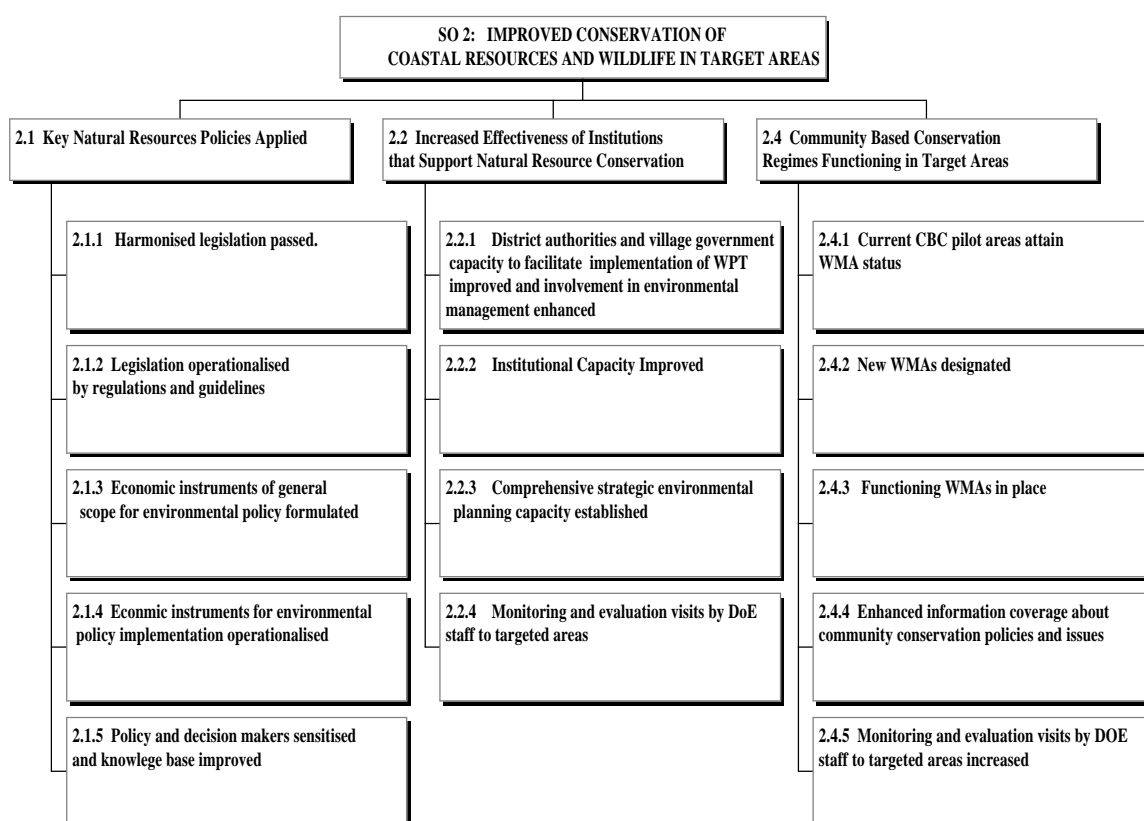 SO 2: IMPROVED CONSERVATION OF
COASTAL RESOURCES AND WILDLIFE IN TARGET AREAS
2.1 Key Natural Resources Policies Applied
2.1.1 Harmonised legislation passed.
2.1.2 Legislation operationalised
by regulations and guidelines
2.1.3 Economic instruments of general
scope for environmental policy formulated
2.1.4 Econmic instruments for environmental
policy implementation operationalised
2.1.5 Policy and decision makers sensitised
and knowlege base improved
2.2 Increased Effectiveness of Institutions
that Support Natural Resource Conservation
2.2.1 District authorities and village government
capacity to facilitate implementation of WPT
improved and involvement in environmental
management enhanced
2.2.2 Institutional Capacity Improved
2.2.3 Comprehensive strategic environmental
planning capacity established
2.2.4 Monitoring and evaluation visits by DoE
staff to targeted areas
2.4 Community Based Conservation
Regimes Functioning in Target Areas
2.4.1 Current CBC pilot areas attain
WMA status
2.4.2 New WMAs designated
2.4.3 Functioning WMAs in place
2.4.4 Enhanced information coverage about
community conservation policies and issues
2.4.5 Monitoring and evaluation visits by DOE
staff to targeted areas increased